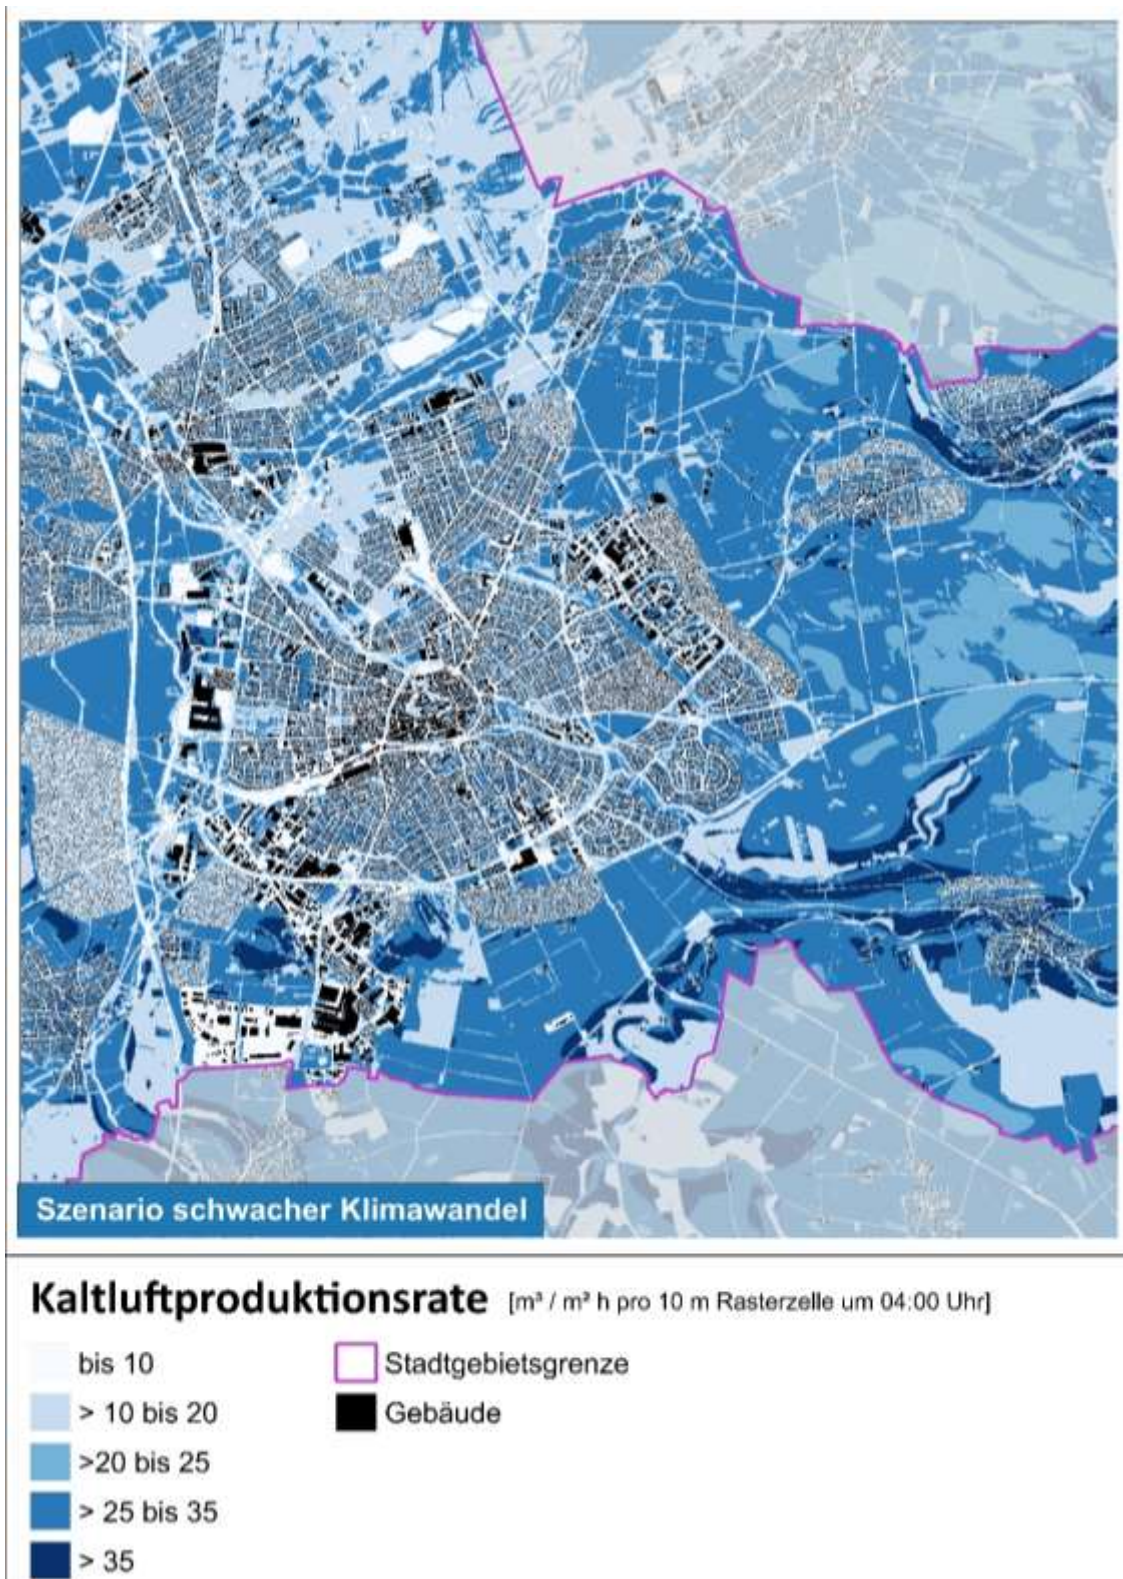 Szenario schwacher Klimawandel
Kaltluftproduktionsrate [m³ / m² h pro 10 m Rasterzelle um 04:00 Uhr]
bis 10
Stadtgebietsgrenze
> 10 bis 20
Gebäude
>20 bis 25
> 25 bis 35
> 35